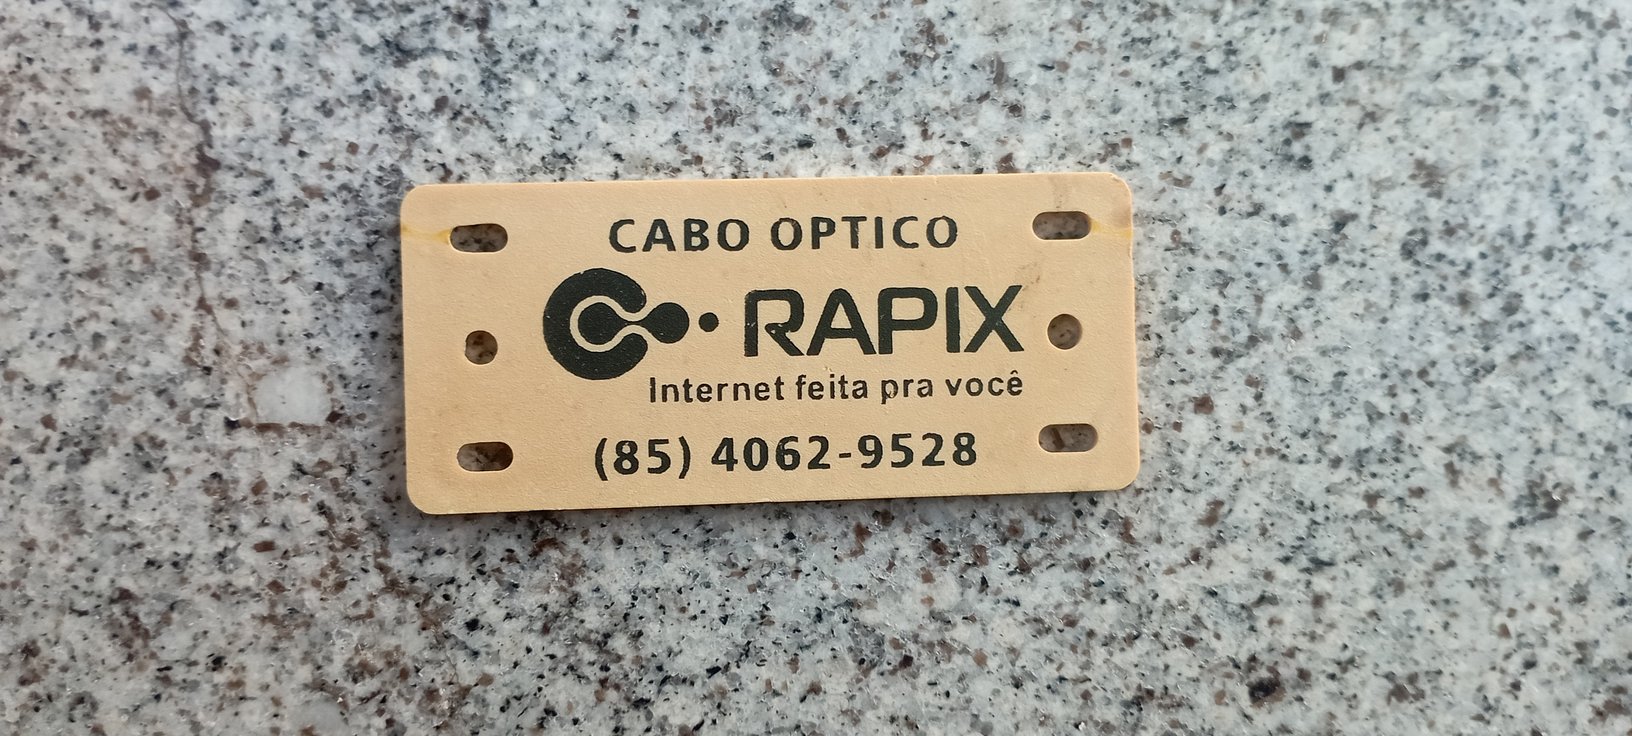 CABO OPTICO
RAPIX
Internet feita pra você
(85) 4062-9528